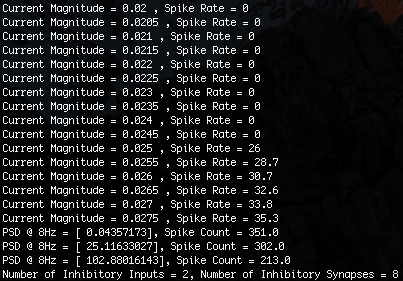 Current Magnitude = 0.02 , Spike Rate = 0
Current Magnitude = 0.0205 , Spike Rate = 0
Current Magnitude = 0.021 , Spike Rate = 0
Current Magnitude = 0.0215 , Spike Rate = 0
Current Magnitude = 0.022 , Spike Rate = 0
Current Magnitude = 0.0225 , Spike Rate = 0
Current Magnitude = 0.023 , Spike Rate = 0
Current Magnitude = 0.0235 , Spike Rate = 0
Current Magnitude = 0.024 , Spike Rate = 0
Current Magnitude = 0.0245 , Spike Rate = 0
Current Magnitude = 0.025 , Spike Rate = 26
Current Magnitude = 0.0255 , Spike Rate = 28.7
Current Magnitude = 0.026 , Spike Rate = 30.7
Current Magnitude = 0.0265 , Spike Rate = 32.6
Current Magnitude = 0.027 , Spike Rate = 33.8
Current Magnitude = 0.0275 , Spike Rate = 35.3
PSD @ 8Hz = [ 0.04357173], Spike Count = 351.0
PSD @ 8Hz = [ 25.11633027], Spike Count = 302.0
PSD @ 8Hz = [ 102.88016143], Spike Count = 213.0
Number of Inhibitory Inputs = 2, Number of Inhibitory Synapses = 8